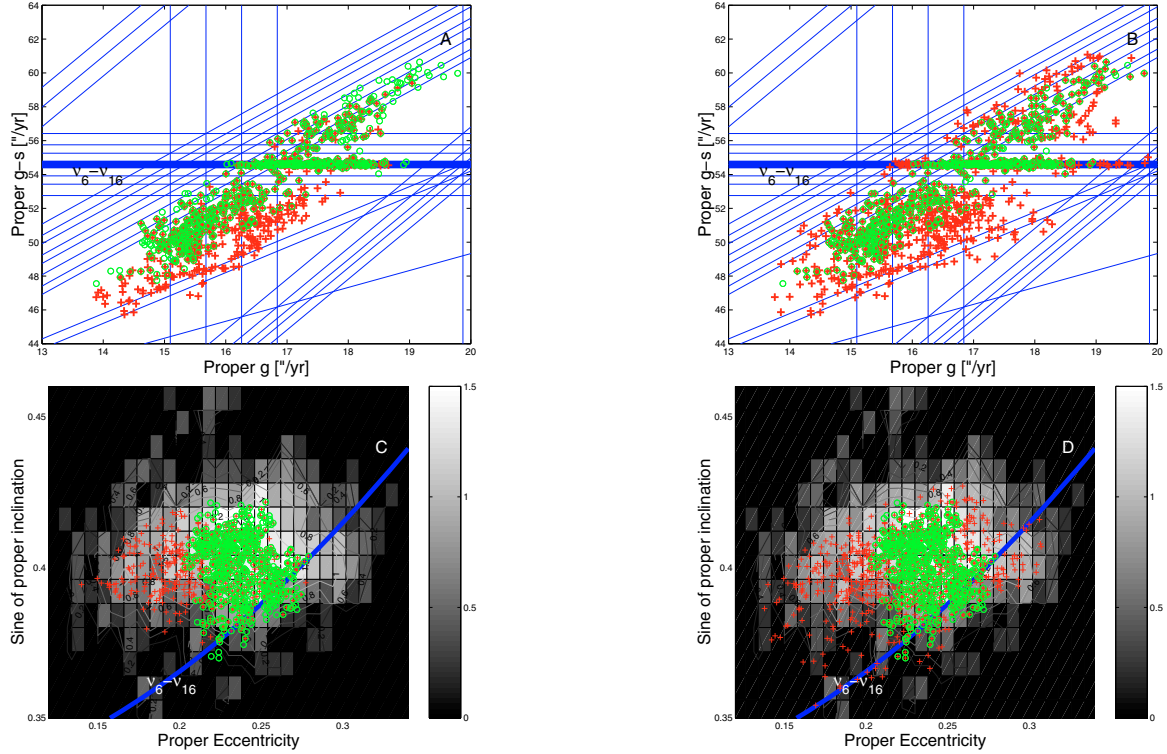 64
62
60
58
56
54
52
50
48
46
44
Proper g−s ["/yr]
A
ν6−ν16
13 14 15 16 17 18 19 20
Proper g ["/yr]
64
62
60
58
56
54
52
50
48
46
44
Proper g−s ["/yr]
B
ν6−ν16
13 14 15 16 17 18 19 20
Proper g ["/yr]
0.45
0.4
0.35
Sine of proper inclination
C
ν6−ν16
0.15 0.2 0.25 0.3
Proper Eccentricity
1.5
1
0.5
0
0.45
0.4
0.35
Sine of proper inclination
D
ν6−ν16
0.15 0.2 0.25 0.3
Proper Eccentricity
1.5
1
0.5
0